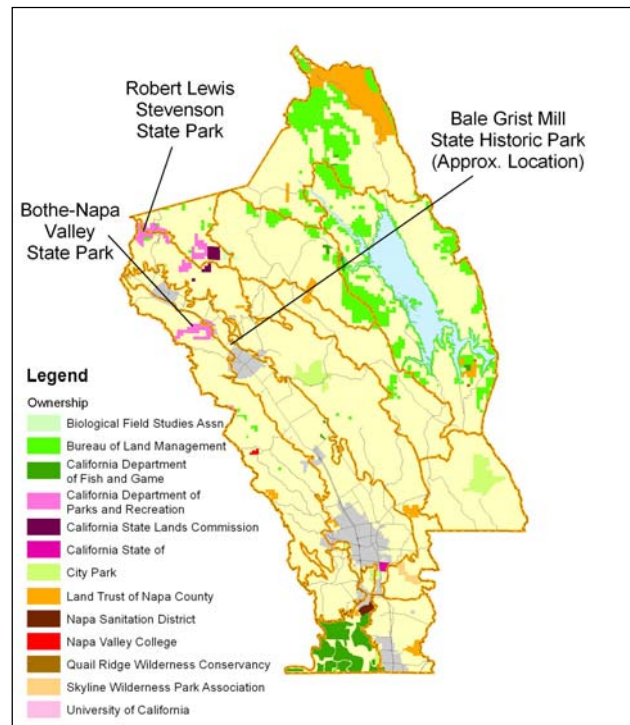 Robert Lewis
Stevenson
State Park
Bale Grist Mill
State Historic Park
(Approx. Location)
Bothe-Napa
Valley
State Park
Legend
Ownership
Biological Field Studies Assn.
Bureau of Land Management
California Department
of Fish and Game
California Department of
Parks and Recreation
California State Lands Commission
California State of
City Park
Land Trust of Napa County
Napa Sanitation District
Napa Valley College
Quail Ridge Wilderness Conservancy
Skyline Wilderness Park Association
University of California